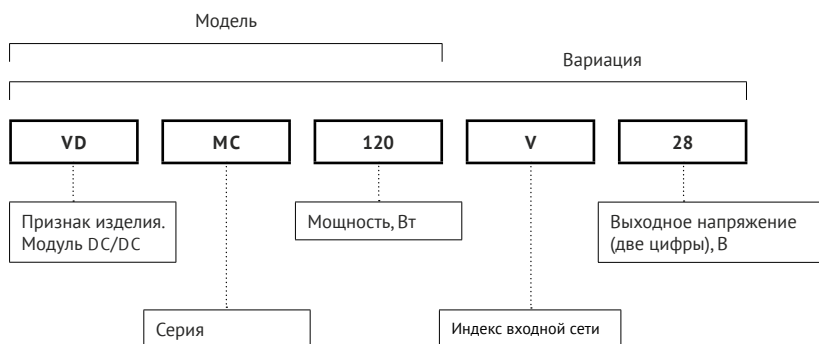 Модель
Вариация
VD MC 120 V 28
Признак изделия.
Модуль DC/DC
Мощность, Вт
Выходное напряжение
(две цифры), В
Серия
Индекс входной сети